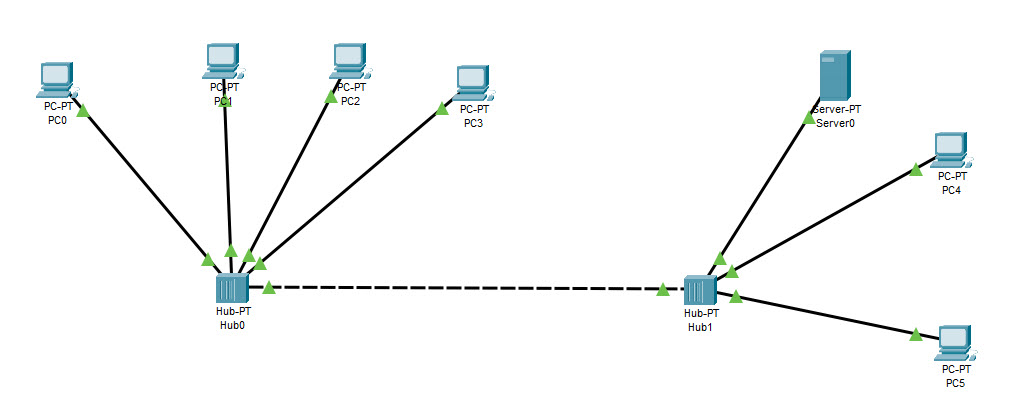 PC-PT
PC0
PC-PT
PC1
PC-PT
PC2
PC-PT
PC3
Server-PT
Server0
PC-PT
PC4
Hub-PT
Hub0
Hub-PT
Hub1
PC-PT
PC5